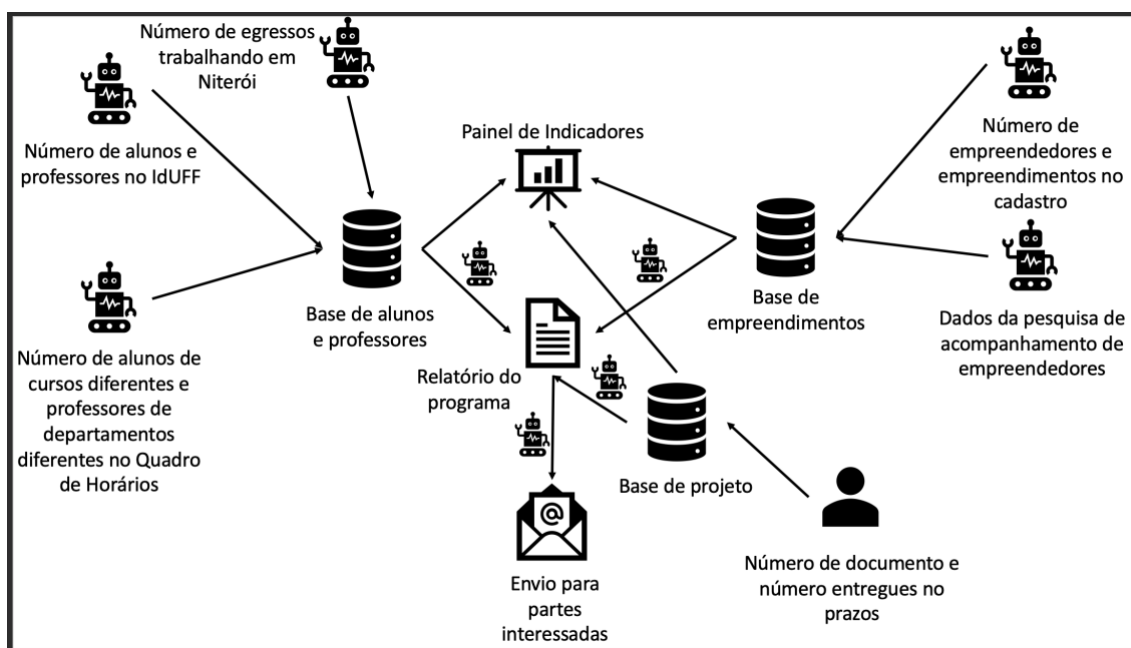 Número de egressos
trabalhando em
Niterói
Número de alunos e
professores no IdUFF
Painel de Indicadores
Número de
empreendedores e
empreendimentos no
cadastro
Base de alunos
e professores
Base de
empreendimentos
Dados da pesquisa de
acompanhamento de
empreendedores
Número de alunos de
cursos diferentes e
professores de
departamentos
diferentes no Quadro
de Horários
Relatório do
programa
Base de projeto
@
Envio para
partes
interessadas
Número de documento e
número entregues no
prazos